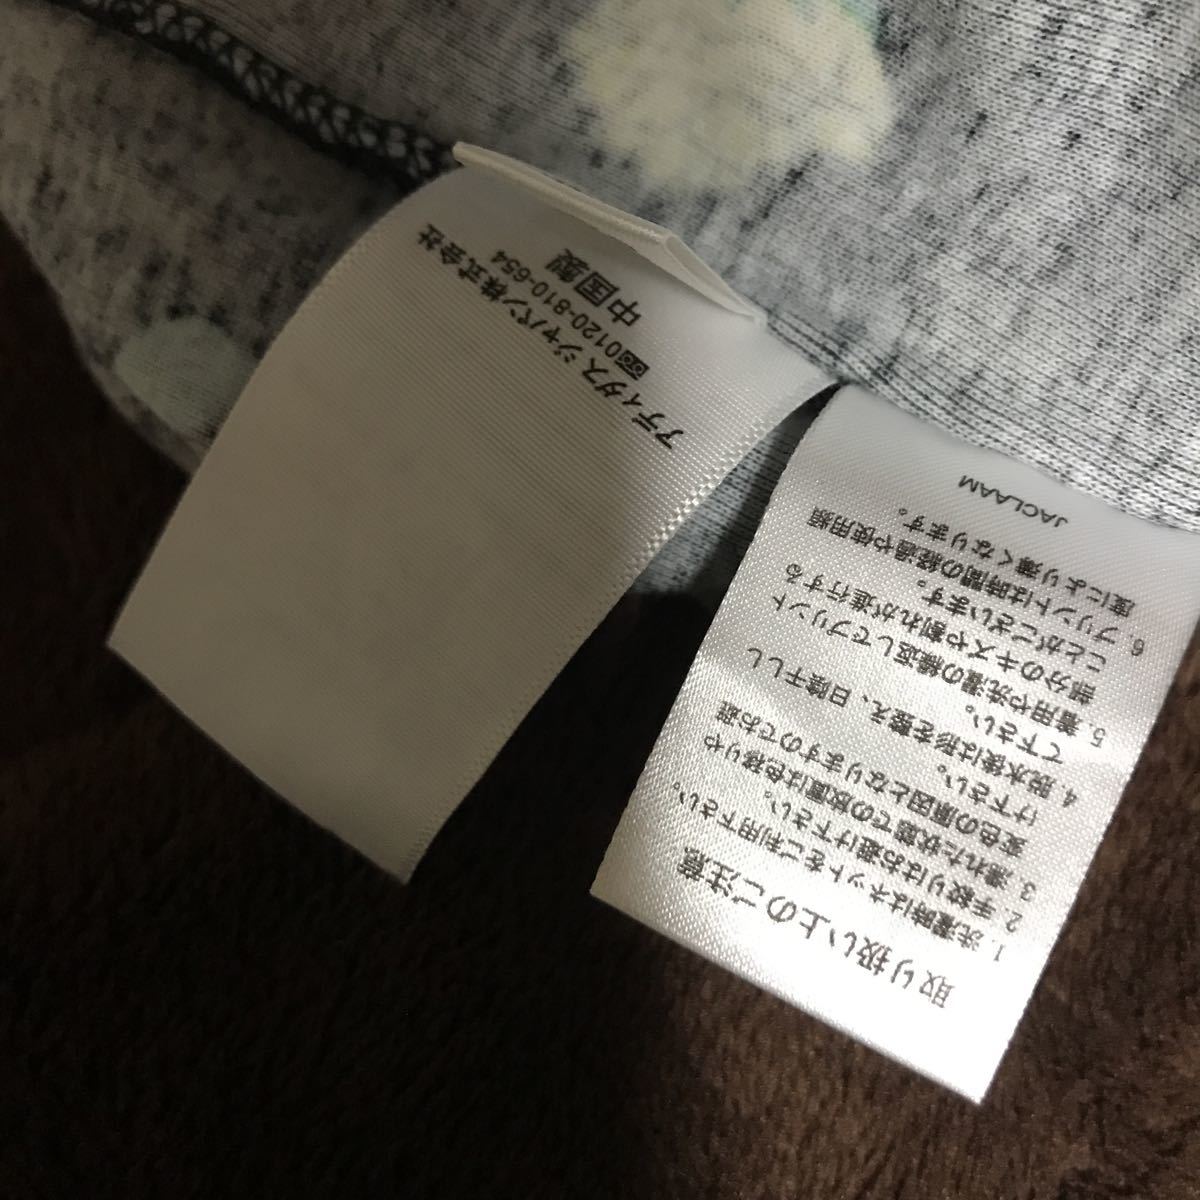 アディダス ジャパン株式会社
0120-810-654
中国製
取り扱い上のご注意
1. 洗濯時はネットをご利用下さい。
2. 手絞りはお避け下さい。
3. 濡れた状態での放置は色移りや
変色の原因となりますのでお避
け下さい。
4. 脱水後は形を整え、日陰干しし
て下さい。
5. 着用や洗濯の繰返しでプリント
部分のキズや割れが進行する
ことがございます。
6. プリントは時間の経過や使用頻
度により薄くなります。
JACLAAM